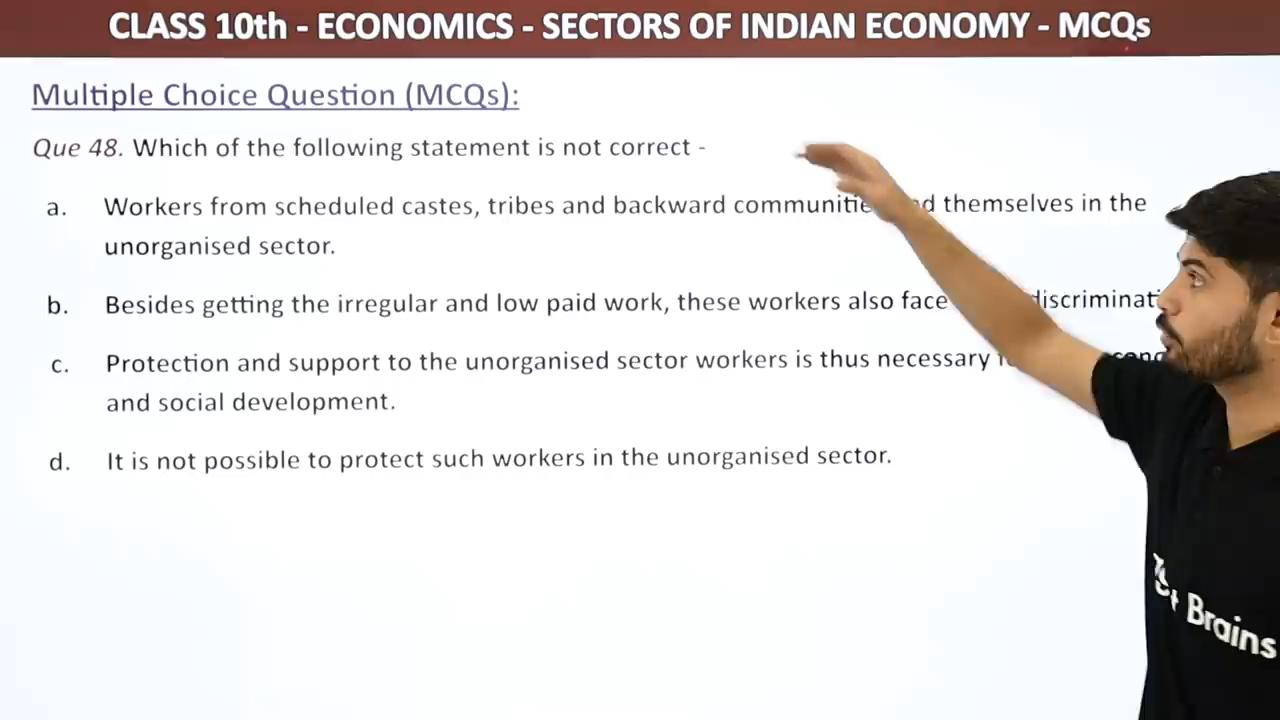 CLASS 10th - ECONOMICS - SECTORS OF INDIAN ECONOMY - MCQs
Multiple Choice Question (MCQs):
Que 48. Which of the following statement is not correct -
a. Workers from scheduled castes, tribes and backward themselves in the
unorganised sector.
b. Besides getting the irregular and low paid work, these workers also face
c. Protection and support to the unorganised sector workers is thus necessary
and social development.
d. It is not possible to protect such workers in the unorganised sector.
Brains